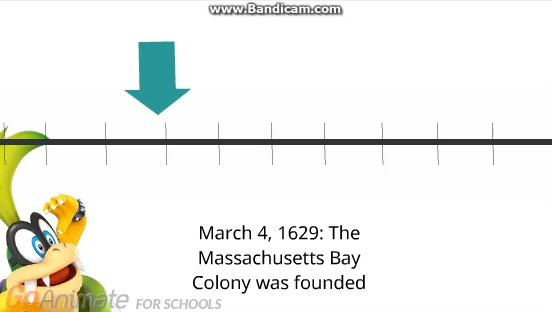 www.Bandicam.com
March 4, 1629: The
Massachusetts Bay
Colony was founded
GoAnimate FOR SCHOOLS